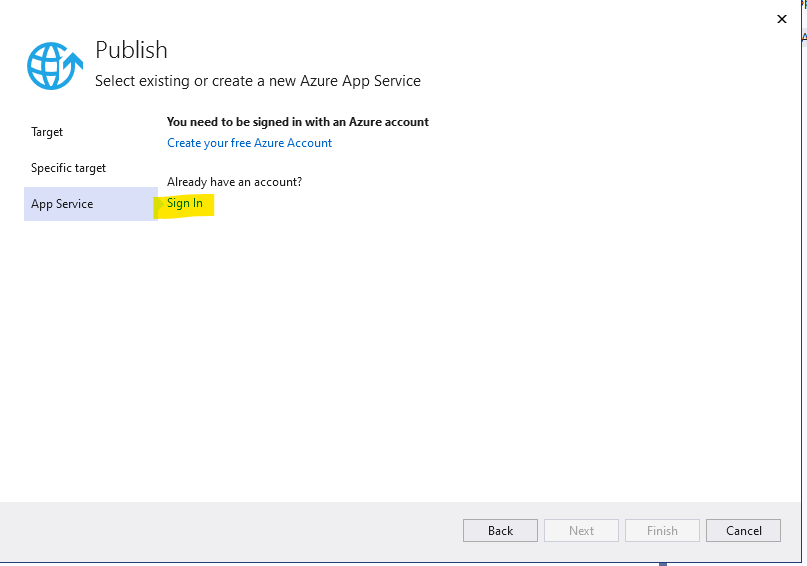 Publish
Select existing or create a new Azure App Service
Target
Specific target
App Service
You need to be signed in with an Azure account
Create your free Azure Account
Already have an account?
Sign In
Back
Next
Finish
Cancel